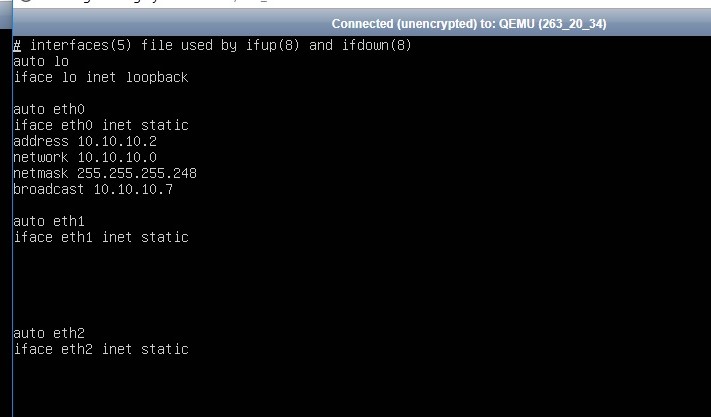 Connected (unencrypted) to: QEMU (263_20_34)
# interfaces(5) file used by ifup(8) and ifdown(8)
auto lo
iface lo inet loopback
auto eth0
iface eth0 inet static
address 10.10.10.2
network 10.10.10.0
netmask 255.255.255.248
broadcast 10.10.10.7
auto eth1
iface eth1 inet static
auto eth2
iface eth2 inet static